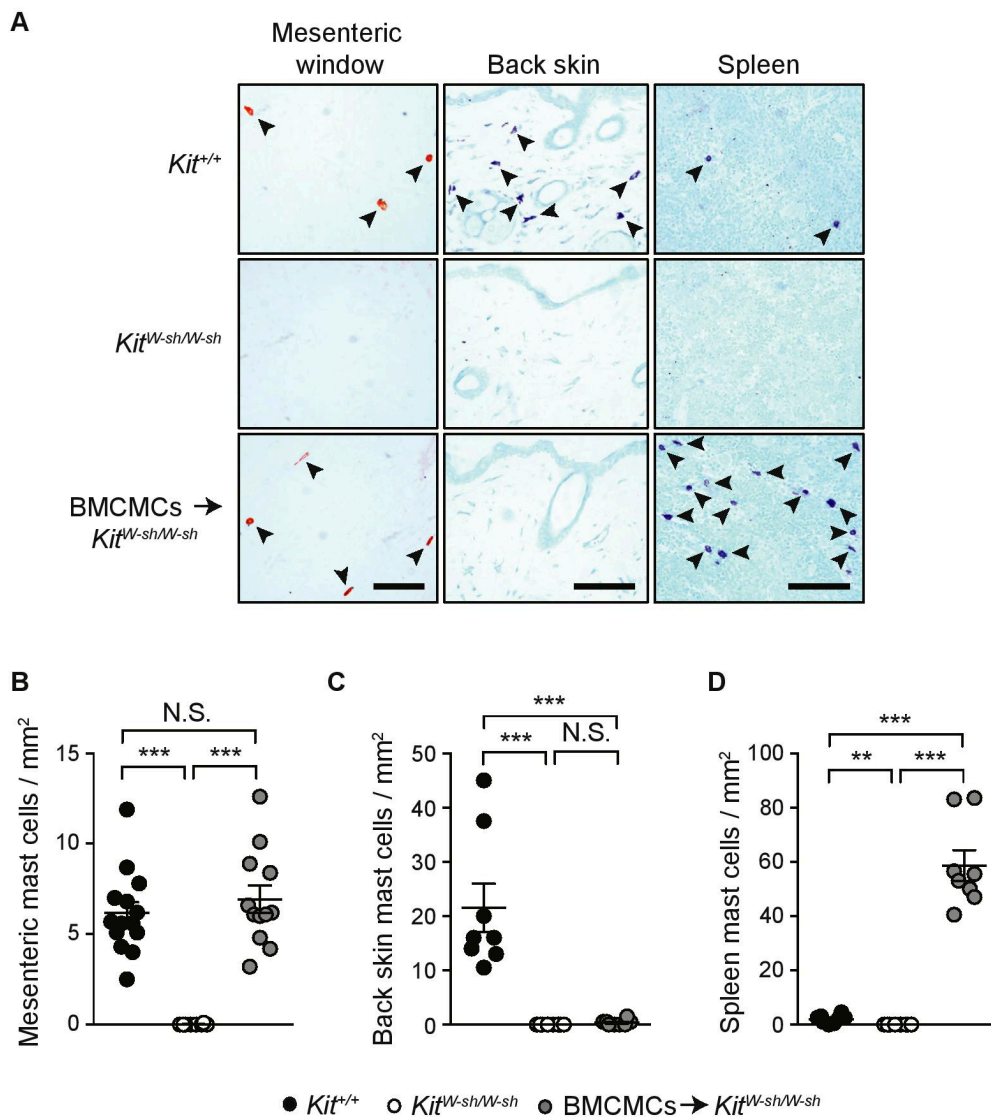 A
Mesenteric window
Back skin
Spleen
Kit+/+
KitW-sh/W-sh
BMCMCs →
KitW-sh/W-sh
B
N.S.
***
***
Mesenteric mast cells / mm2
15
10
5
0
C
***
***
N.S.
Back skin mast cells / mm2
50
40
30
20
10
0
D
***
**
***
Spleen mast cells / mm2
100
80
60
40
20
0
Kit+/+ KitW-sh/W-sh BMCMCs → KitW-sh/W-sh